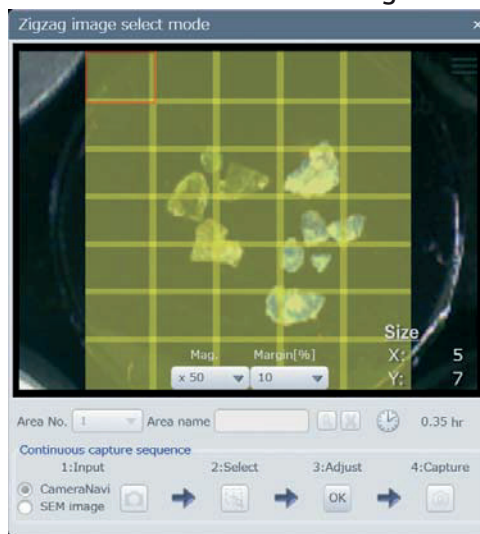 Zigzag image select mode ×
Size
Mag. Margin[%] X: 5
x 50 10 Y: 7
Area No. 1 Area name 0.35 hr
Continuous capture sequence
1:Input 2:Select 3:Adjust 4:Capture
CameraNavi
SEM image OK